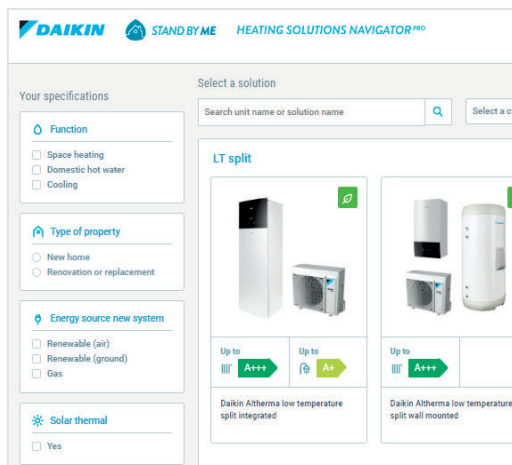 DAIKIN
STAND BY ME
HEATING SOLUTIONS NAVIGATOR PRO
Your specifications
Function
Space heating
Domestic hot water
Cooling
Type of property
New home
Renovation or replacement
Energy source new system
Renewable (air)
Renewable (ground)
Gas
Solar thermal
Yes
Select a solution
Search unit name or solution name
Select a c
LT split
Up to
A+++
Up to
A+
Daikin Altherma low temperature
split integrated
Up to
A+++
Daikin Altherma low temperature
split wall mounted